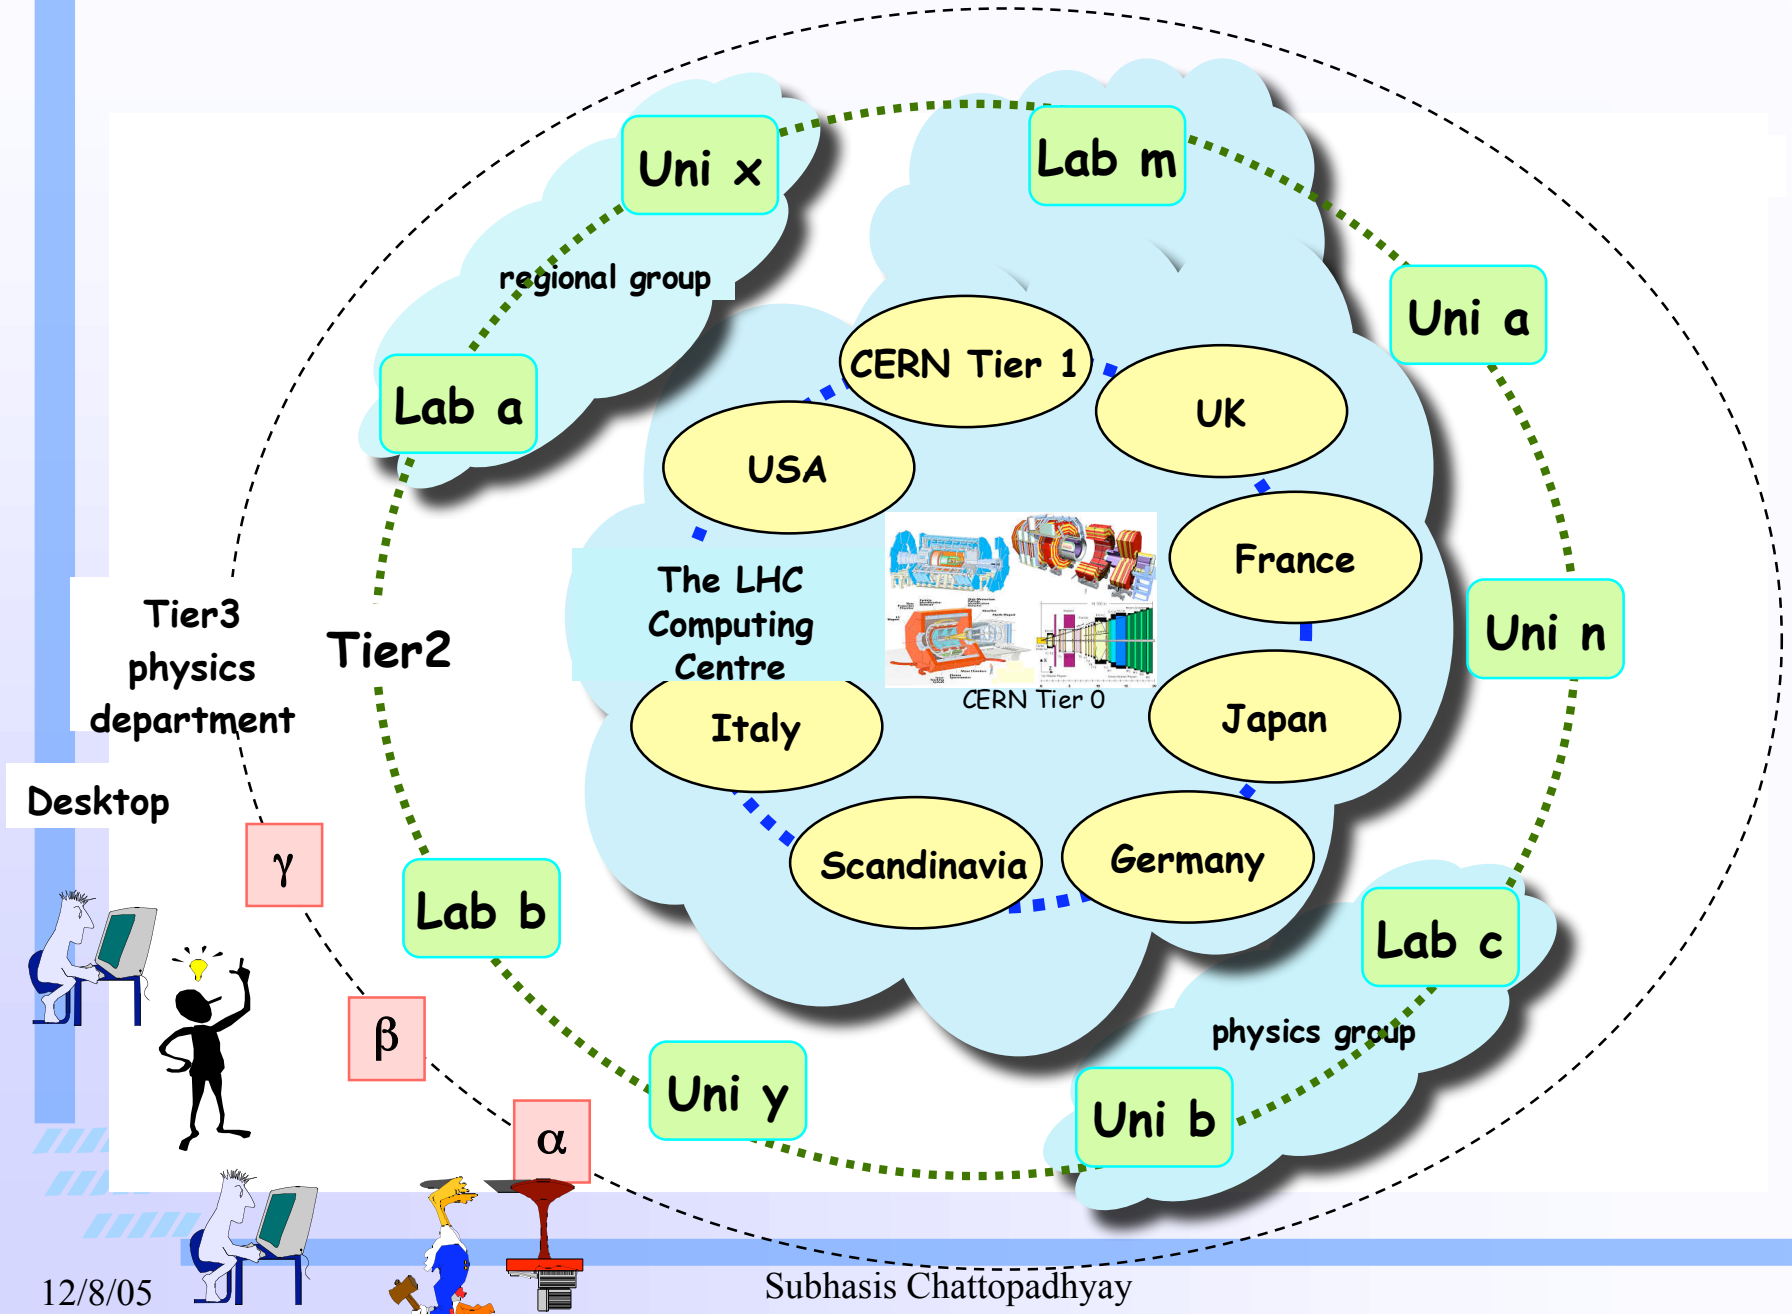 Uni x
Lab m
regional group
Uni a
CERN Tier 1
Lab a
UK
USA
France
The LHC
Computing
Centre
Tier3
physics
department
Tier2
Uni n
CERN Tier 0
Italy
Japan
Desktop
γ
Scandinavia
Germany
Lab b
Lab c
β
physics group
Uni y
Uni b
α
12/8/05
Subhasis Chattopadhyay